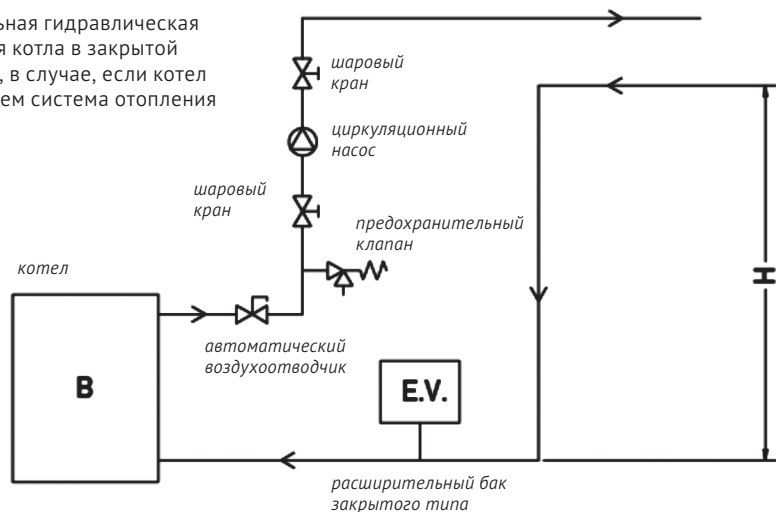 ьная гидравлическая
я котла в закрытой
, в случае, если котел
ем система отопления
шаровый
кран
циркуляционный
насос
шаровый
кран
предохранительный
клапан
котел
автоматический
воздухоотводчик
B
E.V.
H
расширительный бак
закрытого типа